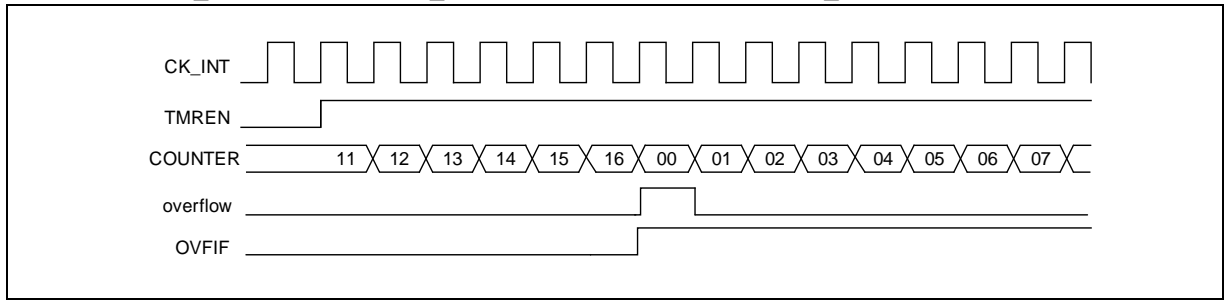 CK_INT
TMREN
COUNTER 11 12 13 14 15 16 00 01 02 03 04 05 06 07
overflow
OVFIF